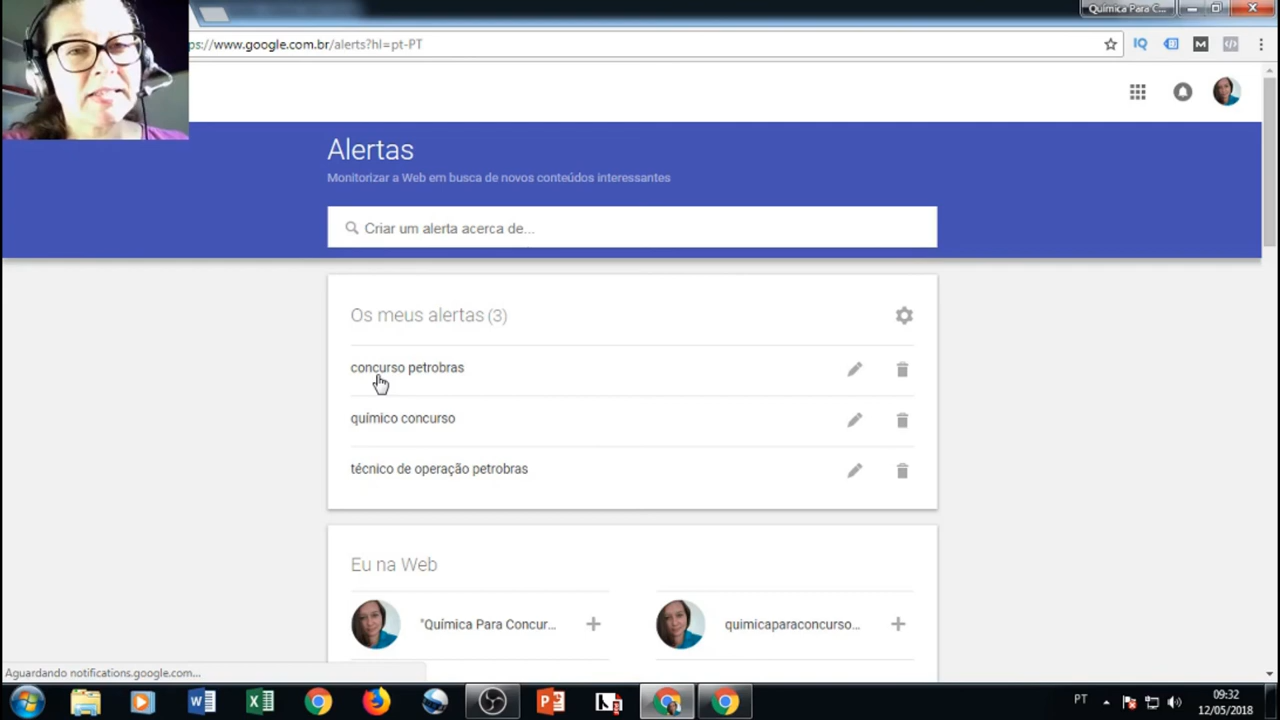 Química Para C...
ps://www.google.com.br/alerts?hl=pt-PT
IQ
M
Alertas
Monitorizar a Web em busca de novos conteúdos interessantes
Criar um alerta acerca de...
Os meus alertas (3)
concurso petrobras
químico concurso
técnico de operação petrobras
Eu na Web
"Química Para Concur...
quimicaparaconcurso...
Aguardando notifications.google.com...
PT
09:32
12/05/2018